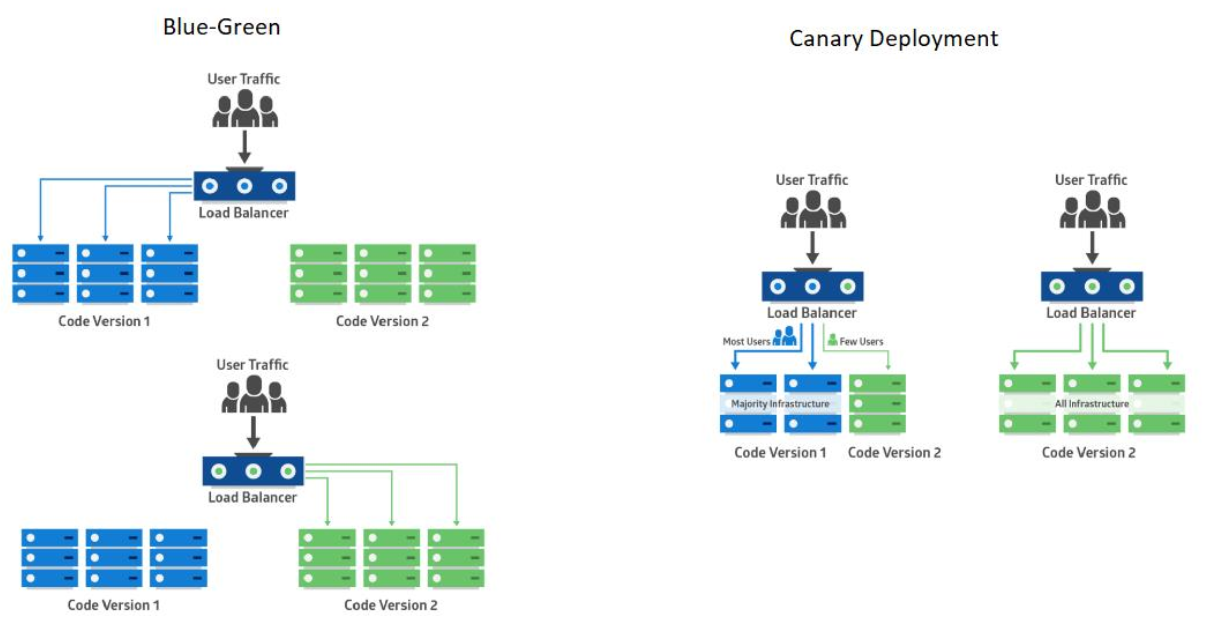 Blue-Green
User Traffic
Load Balancer
Code Version 1
Code Version 2
User Traffic
Load Balancer
Code Version 1
Code Version 2
Canary Deployment
User Traffic
Load Balancer
Most Users
Few Users
Majority Infrastructure
Code Version 1
Code Version 2
User Traffic
Load Balancer
All Infrastructure
Code Version 2